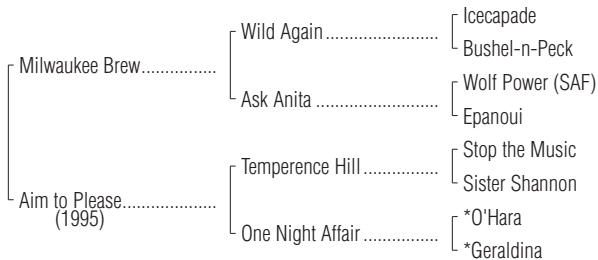 Icecapade
Wild Again
Bushel-n-Peck
Milwaukee Brew
Wolf Power (SAF)
Ask Anita
Epanoui
Stop the Music
Temperence Hill
Sister Shannon
Aim to Please
(1995)
*O'Hara
One Night Affair
*Geraldina